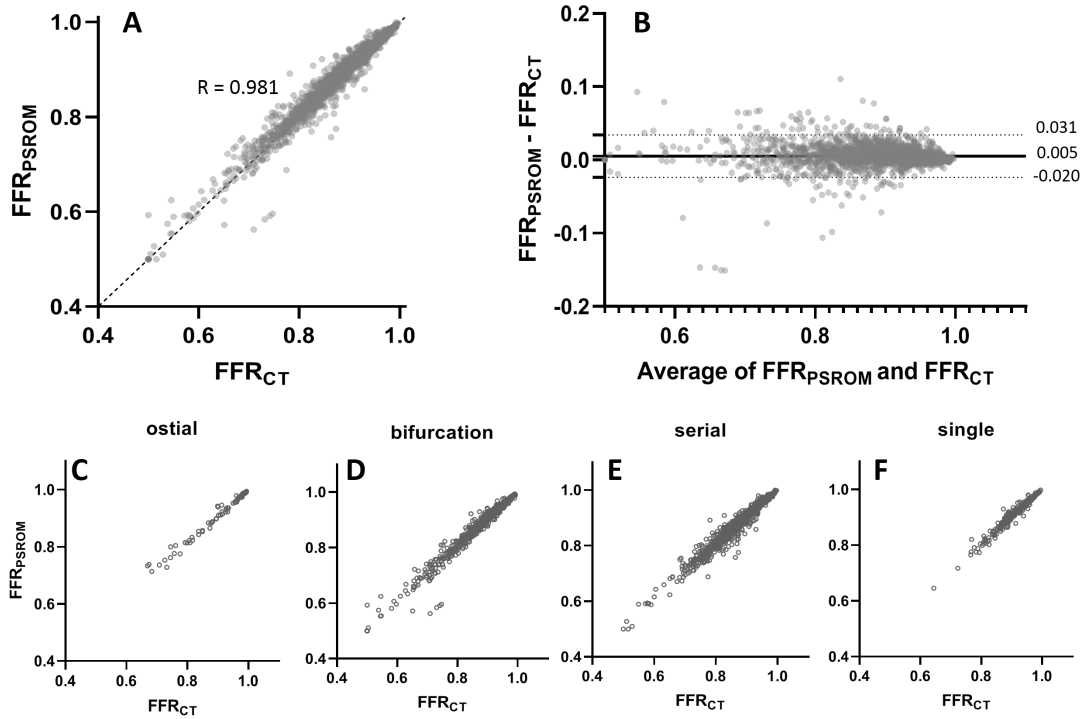 A
1.0
0.8
0.6
0.4
R = 0.981
FFRPSROM
0.4 0.6 0.8 1.0
FFRCT
B
0.2
0.1
0.0
-0.1
-0.2
FFRPSROM - FFRCT
0.031
0.005
-0.020
0.6 0.8 1.0
Average of FFRPSROM and FFRCT
ostial
C
1.0
0.8
0.6
0.4
FFRPSROM
0.4 0.6 0.8 1.0
FFRCT
bifurcation
D
1.0
0.8
0.6
0.4
0.4 0.6 0.8 1.0
FFRCT
serial
E
1.0
0.8
0.6
0.4
0.4 0.6 0.8 1.0
FFRCT
single
F
1.0
0.8
0.6
0.4
0.4 0.6 0.8 1.0
FFRCT